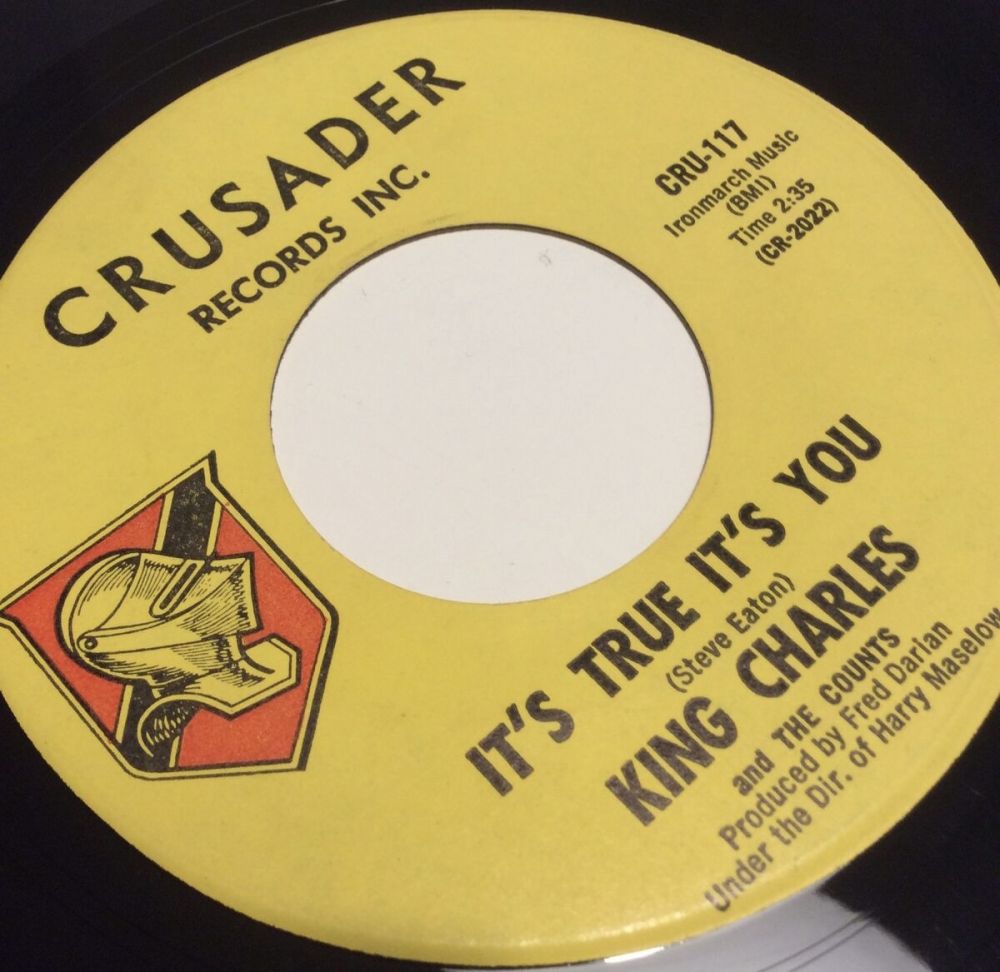 CRUSADER
RECORDS INC.
CRU-117
Ironmarch Music
(BMI)
Time 2:35
(CR-2022)
IT'S TRUE IT'S YOU
(Steve Eaton)
KING CHARLES
and THE COUNTS
Produced by Fred Darian
Under the Dir. of Harry Maselow